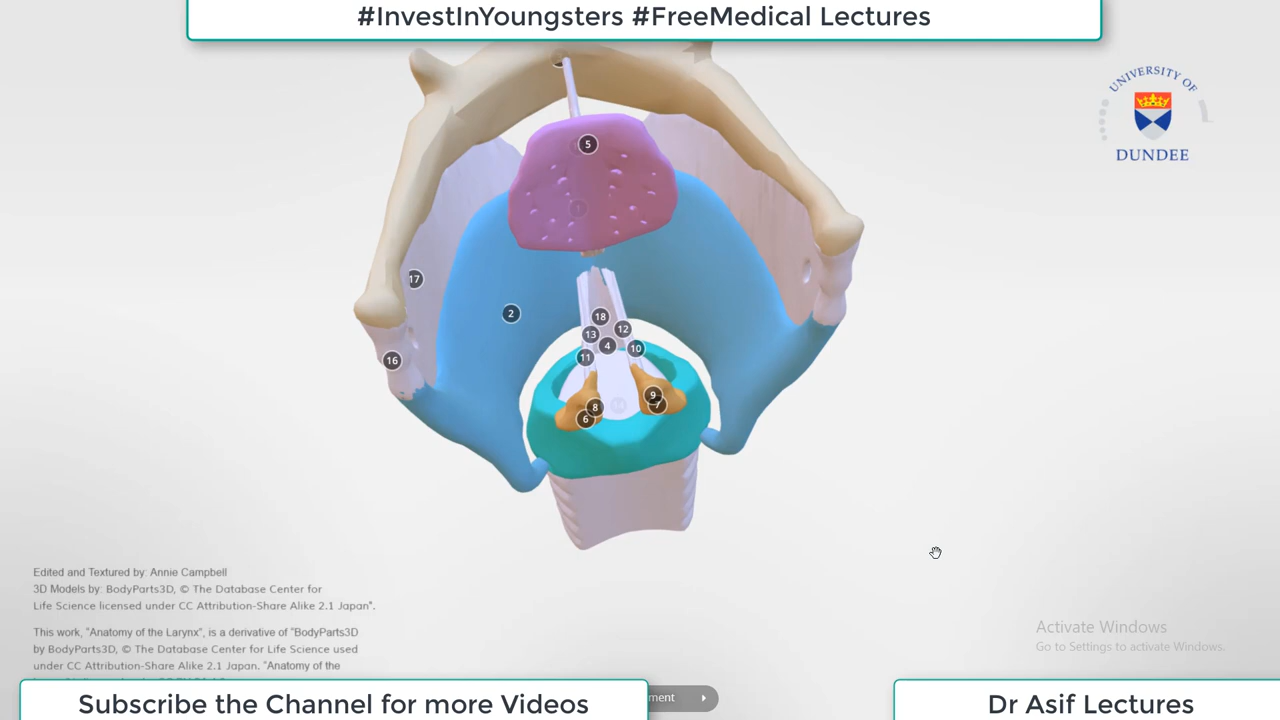 #InvestInYoungsters #FreeMedical Lectures
UNIVERSITY OF
DUNDEE
5
1
17
2
18
13
12
4
11
10
16
9
8
7
14
6
Edited and Textured by: Annie Campbell
3D Models by: BodyParts3D, © The Database Center for
Life Science licensed under CC Attribution-Share Alike 2.1 Japan".
This work, "Anatomy of the Larynx", is a derivative of "BodyParts3D
by BodyParts3D, © The Database Center for Life Science used
under CC Attribution-Share Alike 2.1 Japan. "Anatomy of the
Activate Windows
Go to Settings to activate Windows.
Subscribe the Channel for more Videos
ment
Dr Asif Lectures